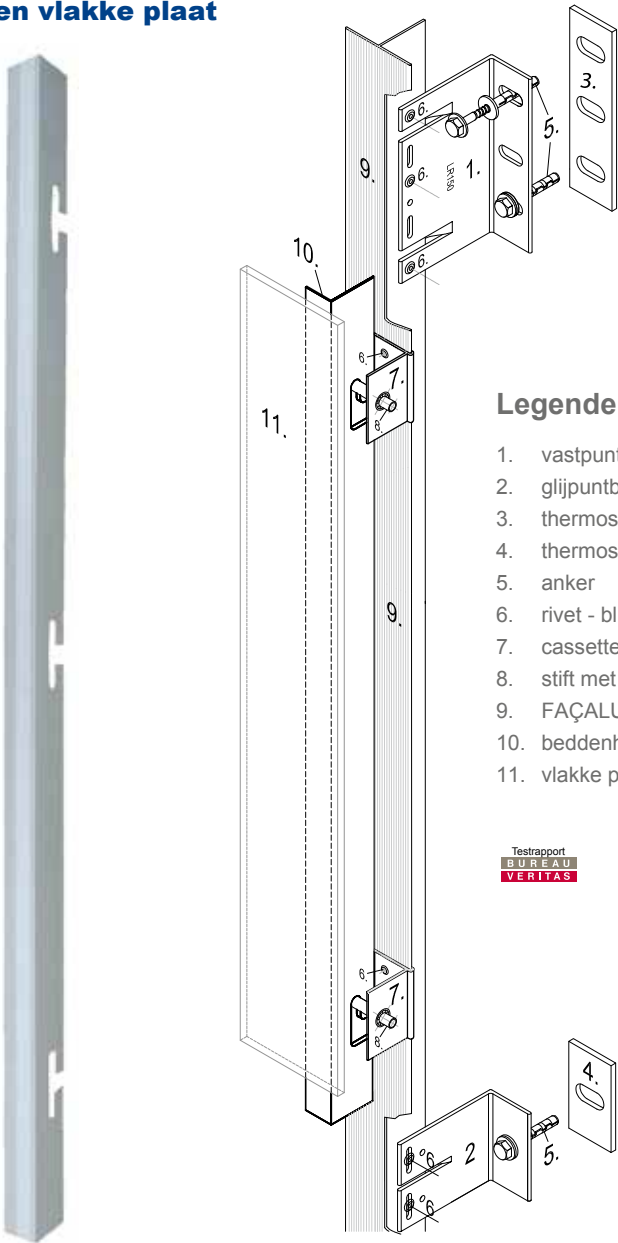 en vlakke plaat
3.
6.
5.
9.
LR150
1.
6.
6.
10.
6.
7.
8.
11.
9.
Legende
1. vastpunt
2. glijpuntb
3. thermos
4. thermos
5. anker
6. rivet - bl
7. cassette
8. stift met
9. FAÇALU
10. beddenh
11. vlakke p
Testrapport
BUREAU
VERITAS
6.
7.
8.
4.
2
6
5.
6